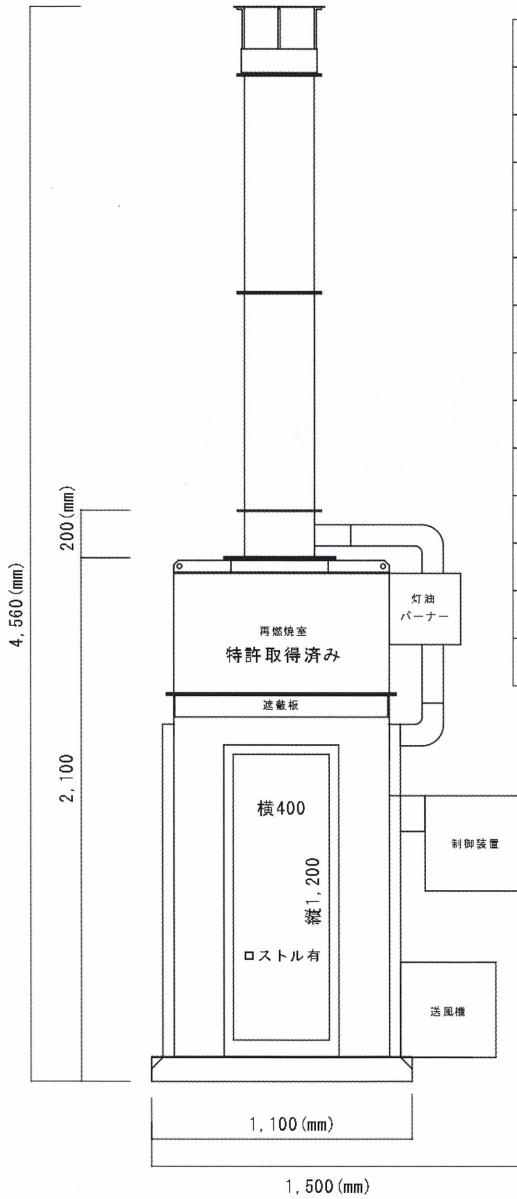 4,560(mm)
200(mm)
2,100
再燃焼室
特許取得済み
灯油
バーナー
遮蔽板
横400
縦1,200
ロストル有
制御装置
送風機
1,100(mm)
1,500(mm)